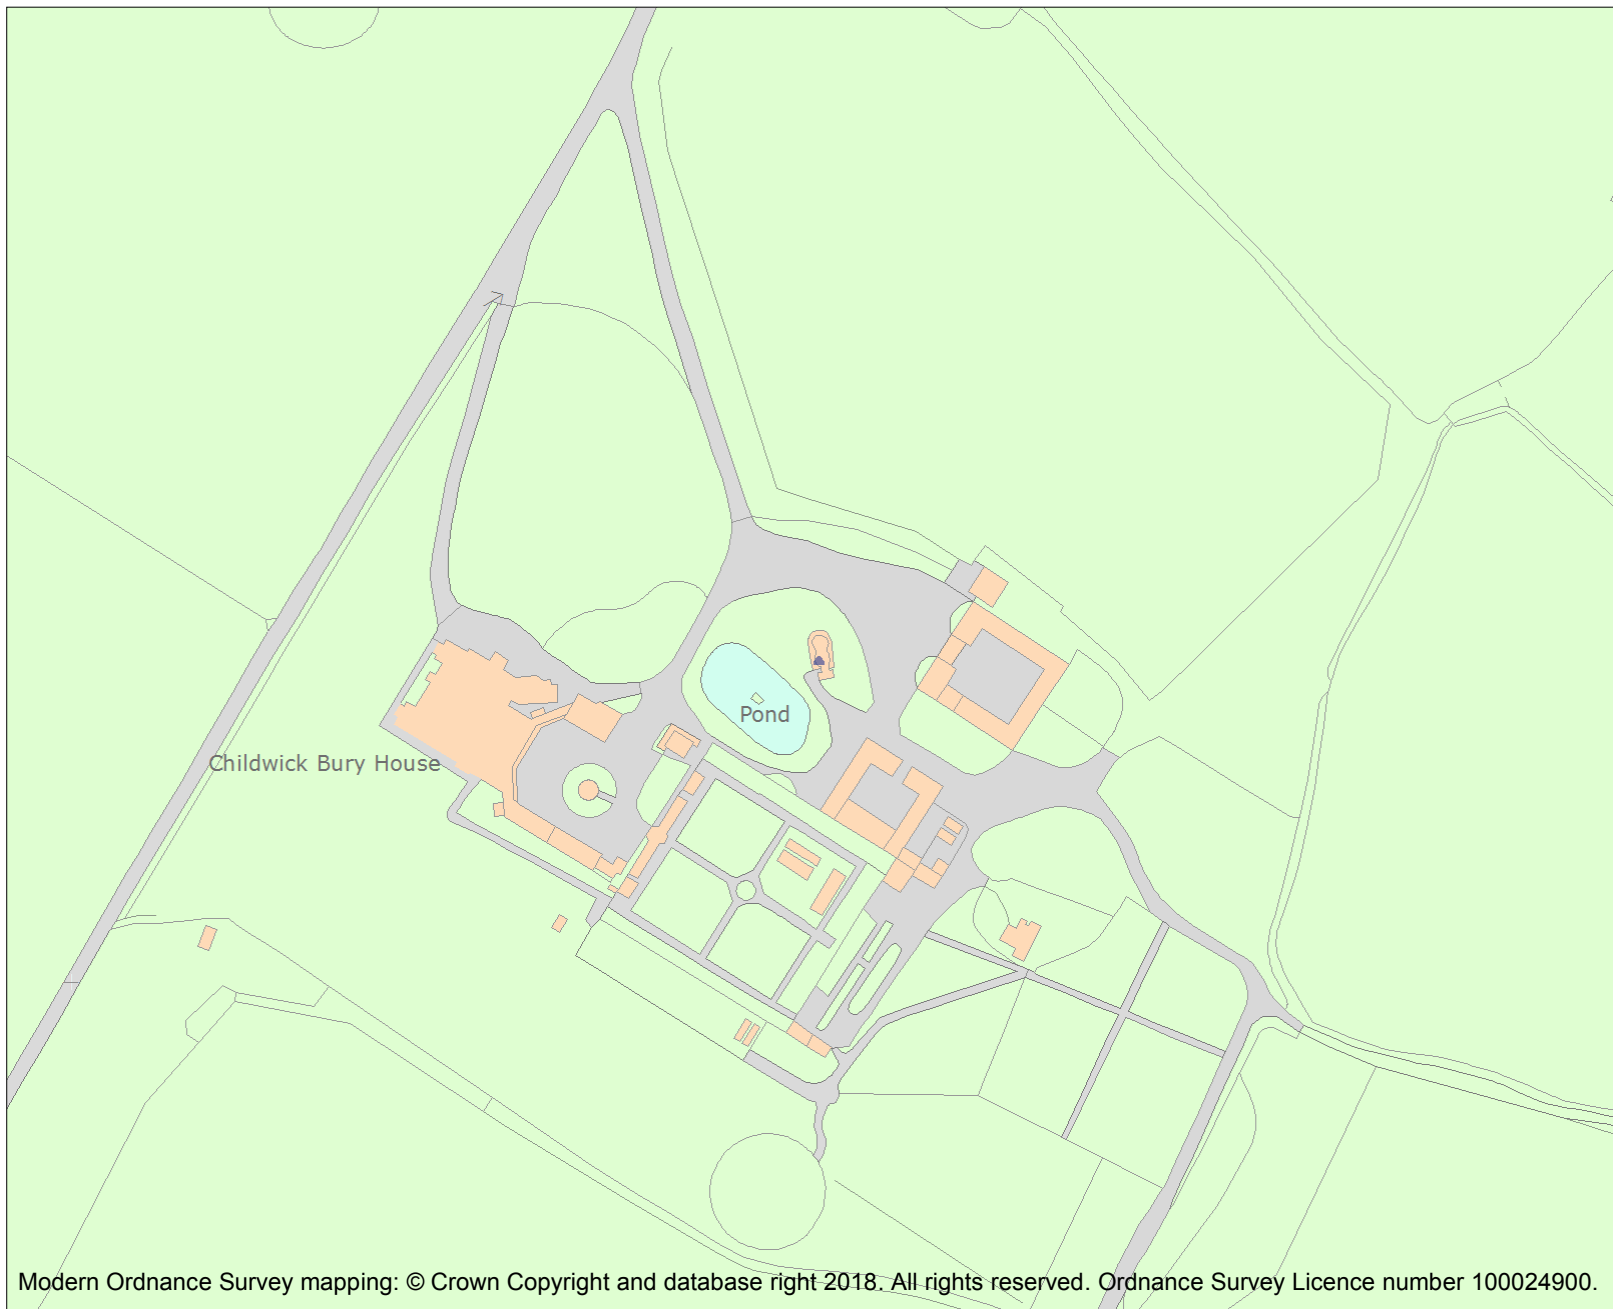 Pond
Childwick Bury House
Modern Ordnance Survey mapping: © Crown Copyright and database right 2018. All rights reserved. Ordnance Survey Licence number 100024900.